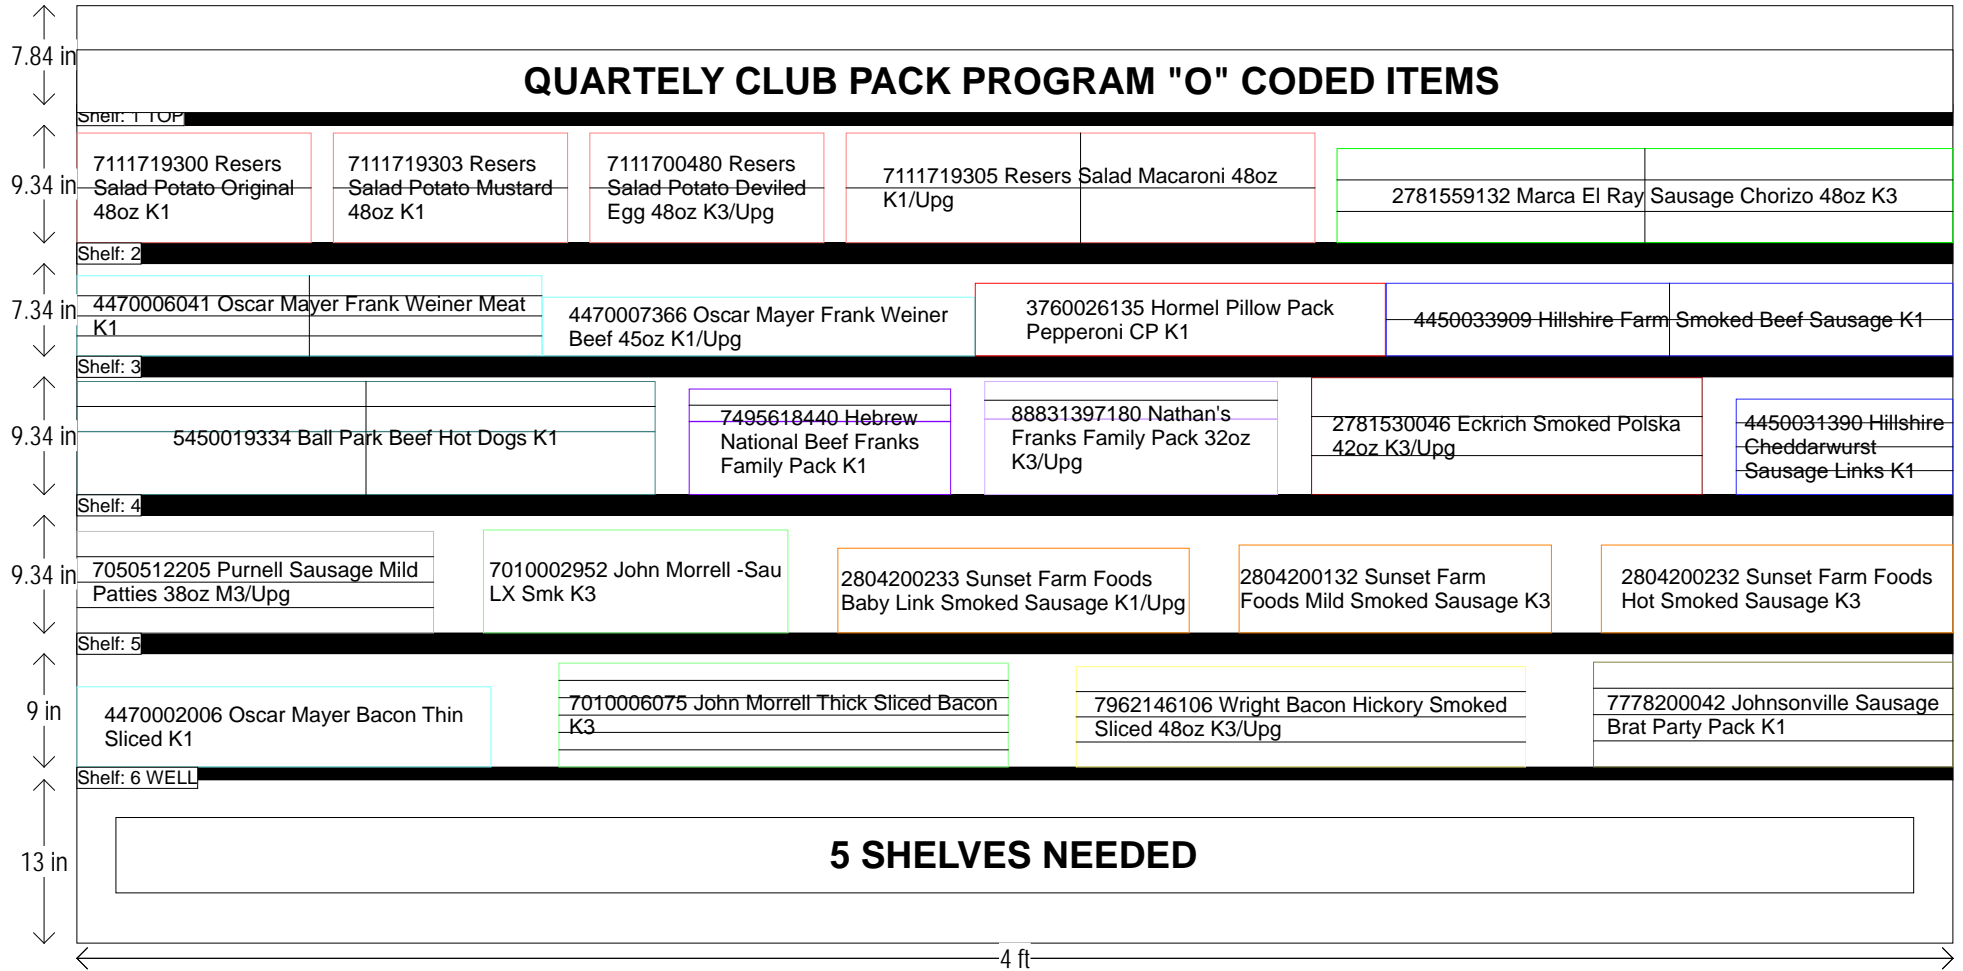 7.84 in
QUARTELY CLUB PACK PROGRAM "O" CODED ITEMS
Shelf: 1 TOP
9.34 in
7111719300 Resers
Salad Potato Original
48oz K1
7111719303 Resers
Salad Potato Mustard
48oz K1
7111700480 Resers
Salad Potato Deviled
Egg 48oz K3/Upg
7111719305 Resers Salad Macaroni 48oz
K1/Upg
2781559132 Marca El Ray Sausage Chorizo 48oz K3
Shelf: 2
7.34 in
4470006041 Oscar Mayer Frank Weiner Meat
K1
4470007366 Oscar Mayer Frank Weiner
Beef 45oz K1/Upg
3760026135 Hormel Pillow Pack
Pepperoni CP K1
4450033909 Hillshire Farm Smoked Beef Sausage K1
Shelf: 3
9.34 in
5450019334 Ball Park Beef Hot Dogs K1
7495618440 Hebrew
National Beef Franks
Family Pack K1
88831397180 Nathan's
Franks Family Pack 32oz
K3/Upg
2781530046 Eckrich Smoked Polska
42oz K3/Upg
4450031390 Hillshire
Cheddarwurst
Sausage Links K1
Shelf: 4
9.34 in
7050512205 Purnell Sausage Mild
Patties 38oz M3/Upg
7010002952 John Morrell -Sau
LX Smk K3
2804200233 Sunset Farm Foods
Baby Link Smoked Sausage K1/Upg
2804200132 Sunset Farm
Foods Mild Smoked Sausage K3
2804200232 Sunset Farm Foods
Hot Smoked Sausage K3
Shelf: 5
9 in
4470002006 Oscar Mayer Bacon Thin
Sliced K1
7010006075 John Morrell Thick Sliced Bacon
K3
7962146106 Wright Bacon Hickory Smoked
Sliced 48oz K3/Upg
7778200042 Johnsonville Sausage
Brat Party Pack K1
Shelf: 6 WELL
13 in
5 SHELVES NEEDED
4 ft